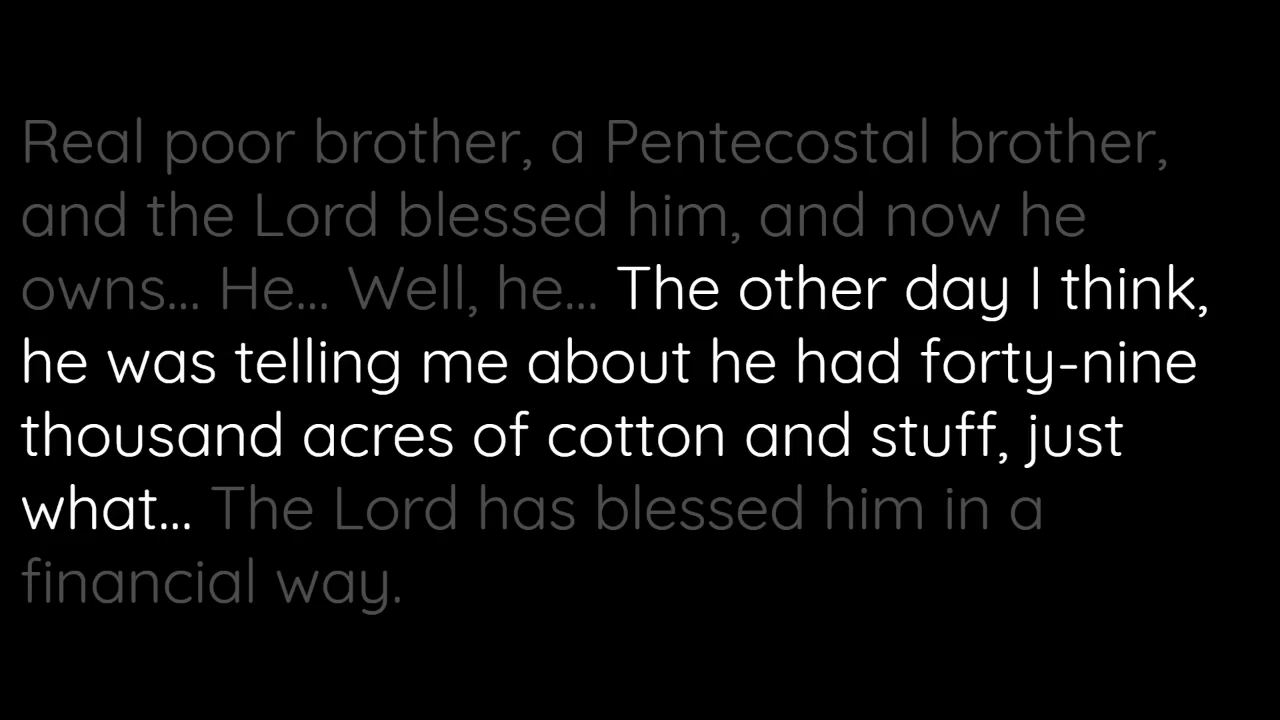 Real poor brother, a Pentecostal brother,
and the Lord blessed him, and now he
owns... He... Well, he... The other day I think,
he was telling me about he had forty-nine
thousand acres of cotton and stuff, just
what... The Lord has blessed him in a
financial way.